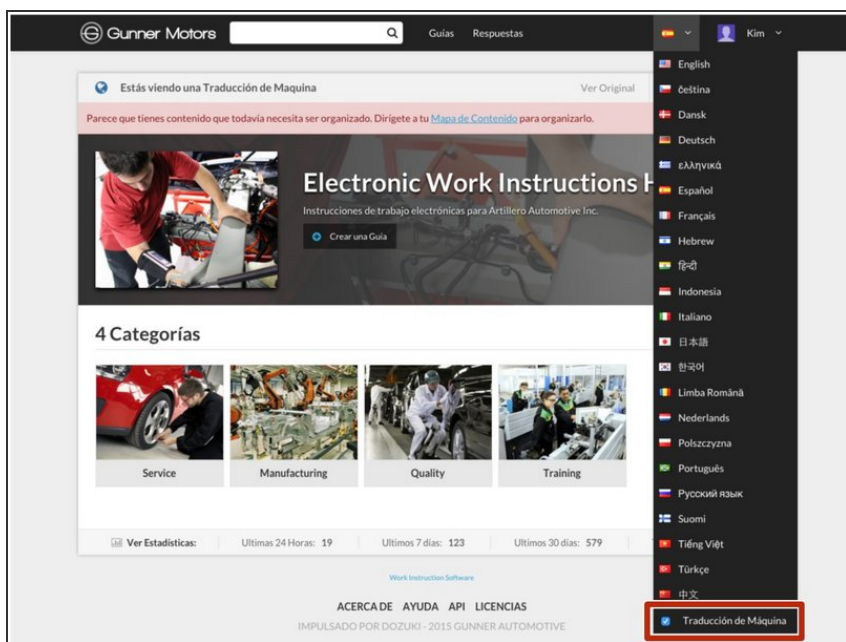 Gunner Motors
Guías
Respuestas
Kim
Estás viendo una Traducción de Maquina
Ver Original
Parece que tienes contenido que todavía necesita ser organizado. Dirígete a tu Mapa de Contenido para organizarlo.
Electronic Work Instructions H
Instrucciones de trabajo electrónicas para Artillero Automotive Inc.
Crear una Guía
4 Categorías
Service
Manufacturing
Quality
Training
Ver Estadísticas:
Ultimas 24 Horas: 19
Ultimos 7 días: 123
Ultimos 30 días: 579
Work Instruction Software
ACERCA DE AYUDA API LICENCIAS
IMPULSADO POR DOZUKI - 2015 GUNNER AUTOMOTIVE
English
čeština
Dansk
Deutsch
ελληνικά
Español
Français
Hebrew
हिन्दी
Indonesia
Italiano
日本語
한국어
Limba Română
Nederlands
Polszczyzna
Português
Русский язык
Suomi
Tiếng Việt
Türkçe
中文
Traducción de Máquina